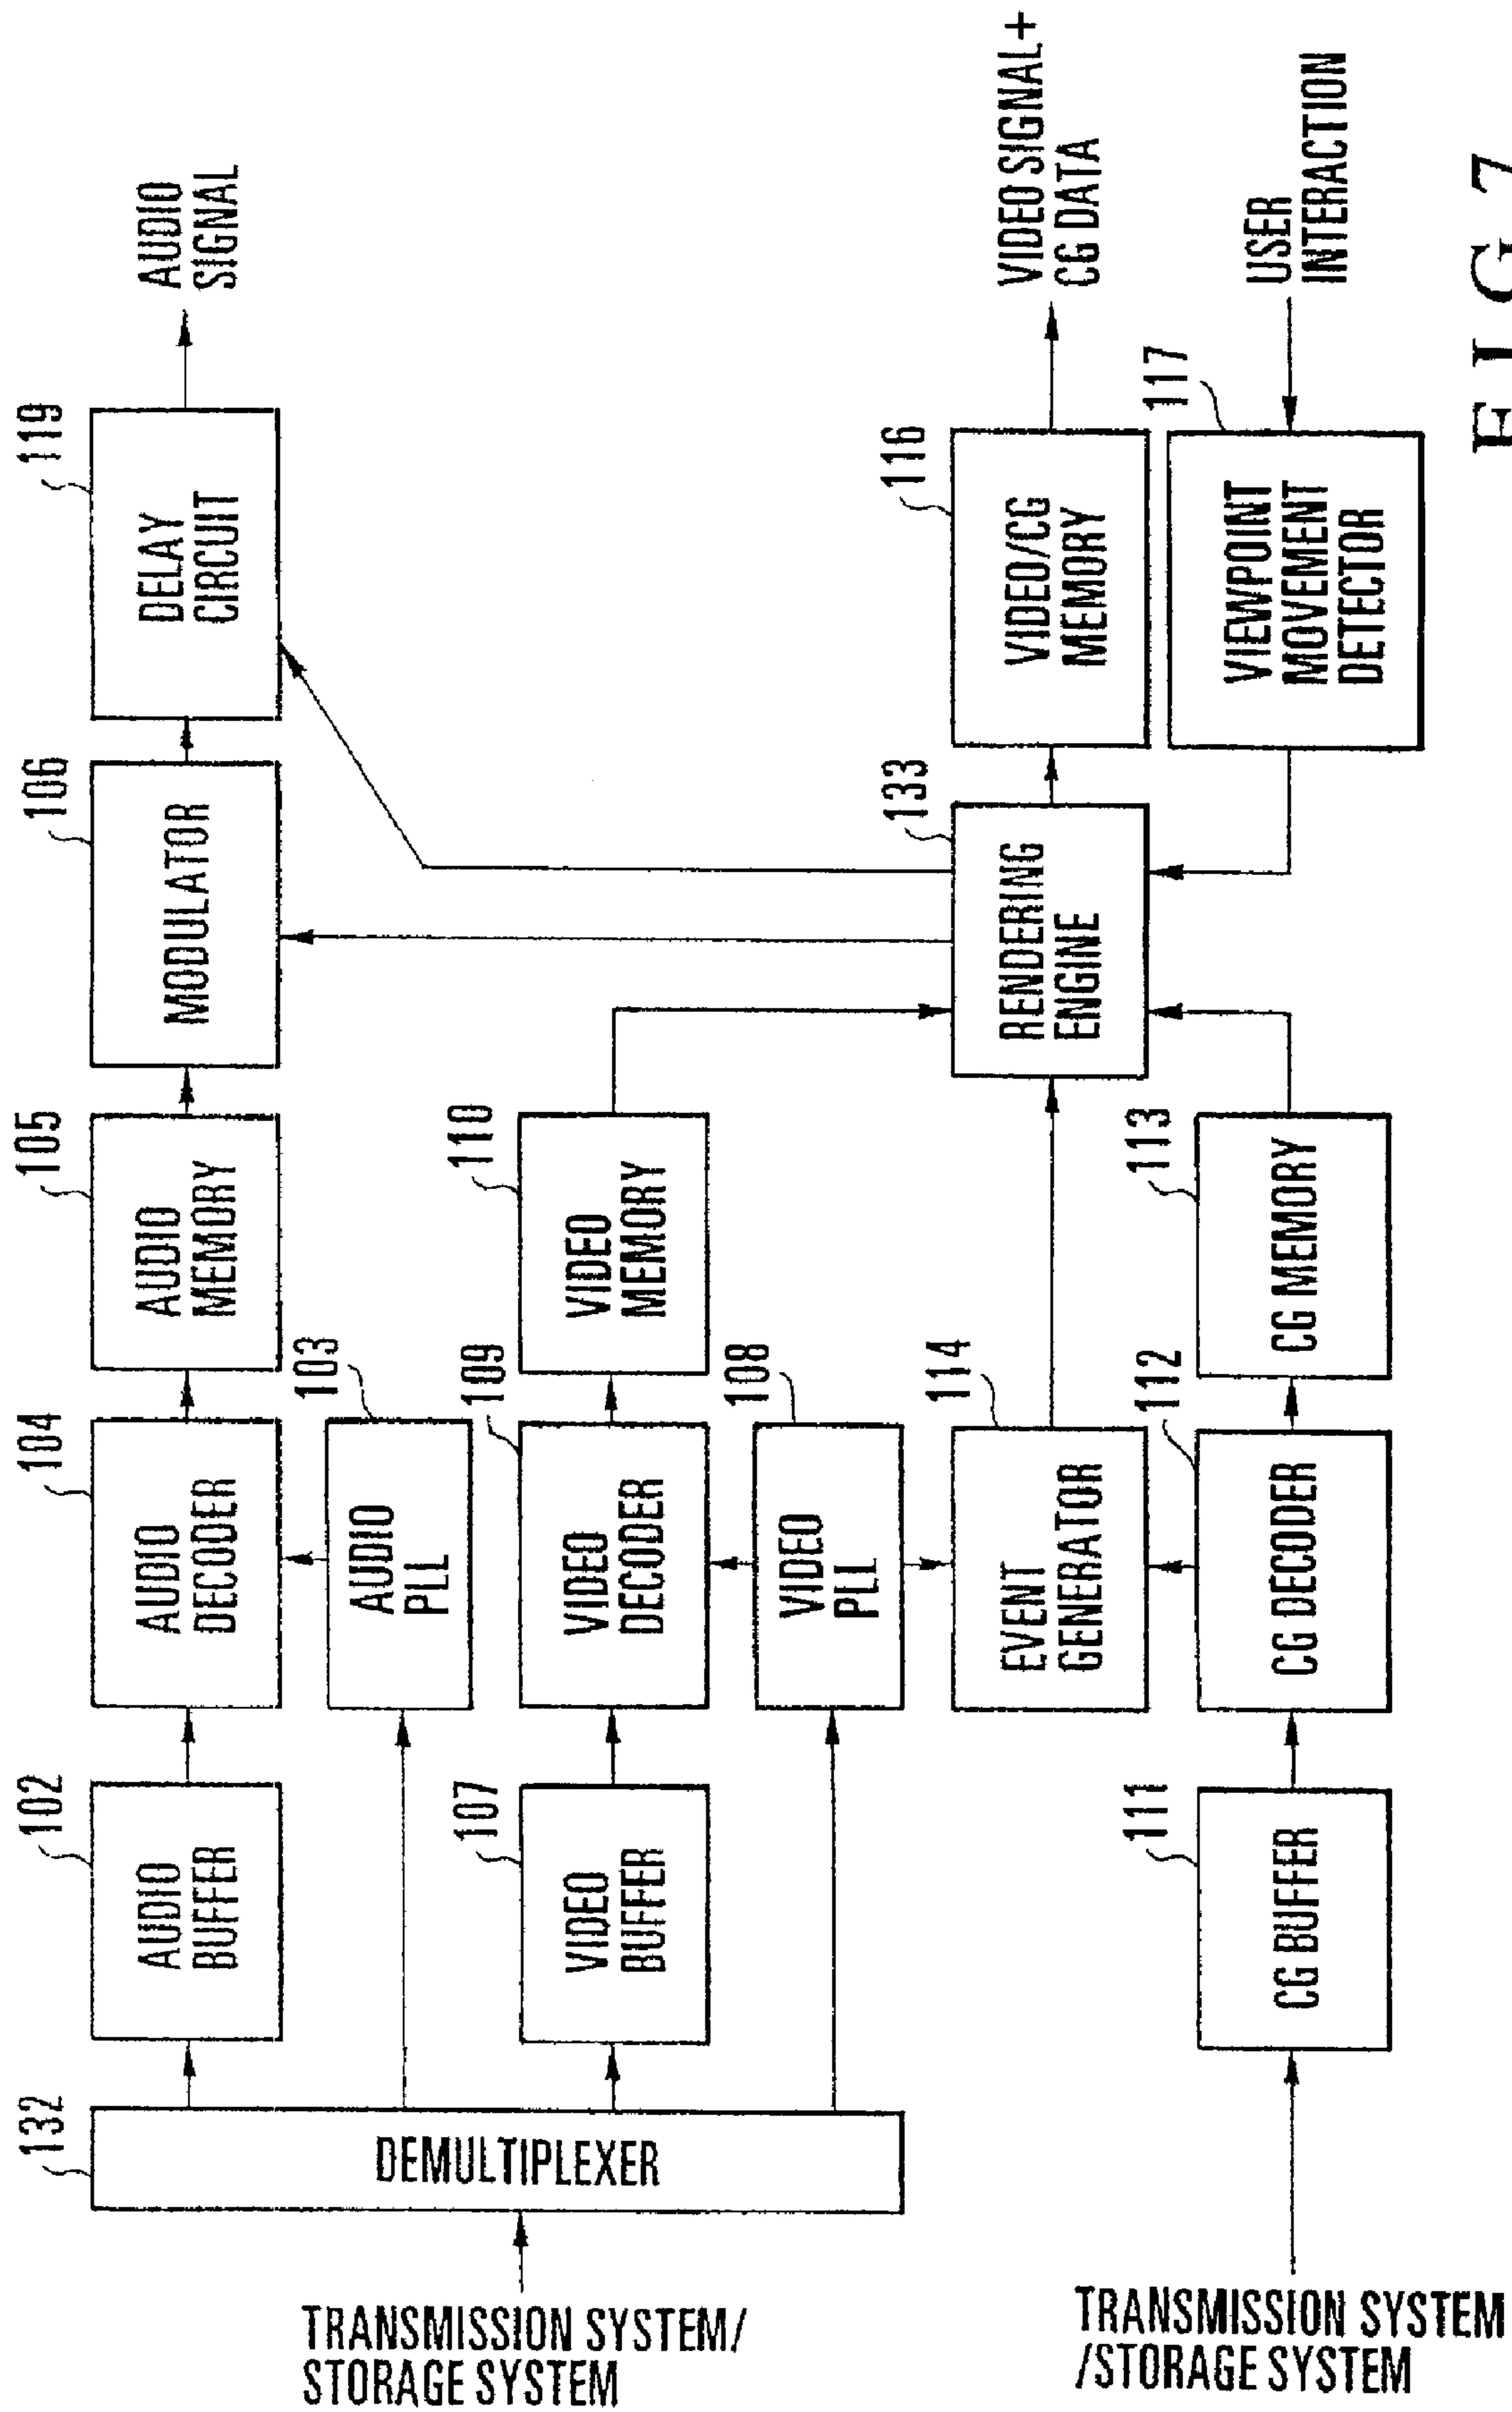 TRANSMISSION SYSTEM/
STORAGE SYSTEM
132
DEMULTIPLEXER
102
AUDIO
BUFFER
104
AUDIO
DECODER
105
AUDIO
MEMORY
106
MODULATOR
119
DELAY
CIRCUIT
AUDIO
SIGNAL
103
AUDIO
PLL
107
VIDEO
BUFFER
109
VIDEO
DECODER
110
VIDEO
MEMORY
108
VIDEO
PLL
114
EVENT
GENERATOR
133
RENDERING
ENGINE
116
VIDEO/CG
MEMORY
VIDEO SIGNAL+
CG DATA
TRANSMISSION SYSTEM
/STORAGE SYSTEM
111
CG BUFFER
112
CG DECODER
113
CG MEMORY
117
VIEWPOINT
MOVEMENT
DETECTOR
USER
INTERACTION
FIG 7